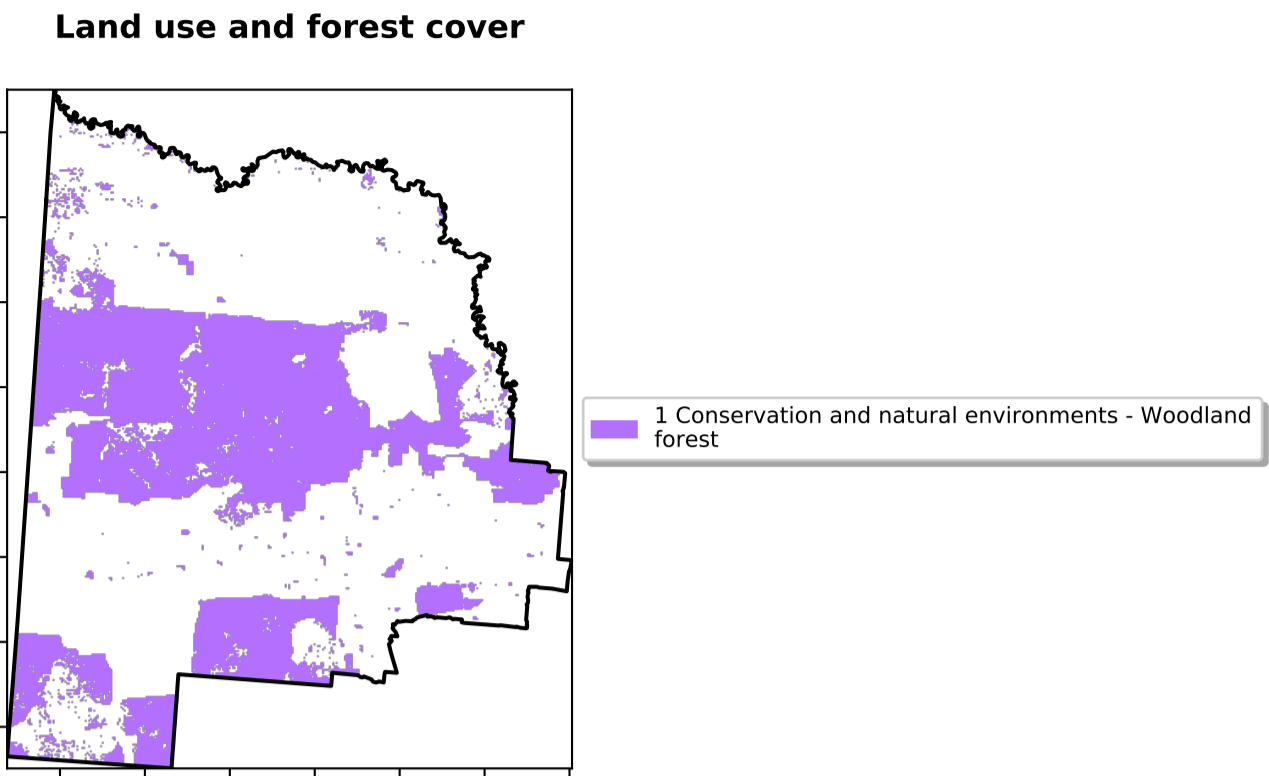 Land use and forest cover
1 Conservation and natural environments - Woodland
forest